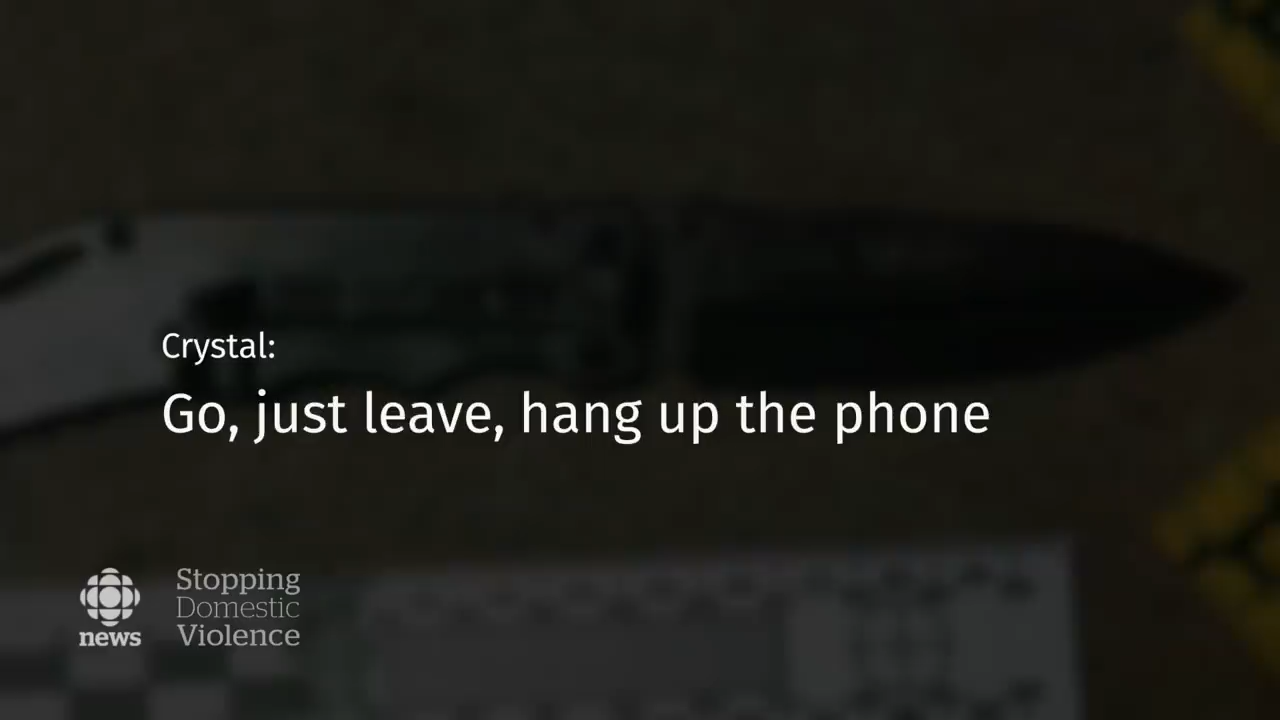 Crystal:
Go, just leave, hang up the phone
news
Stopping
Domestic
Violence